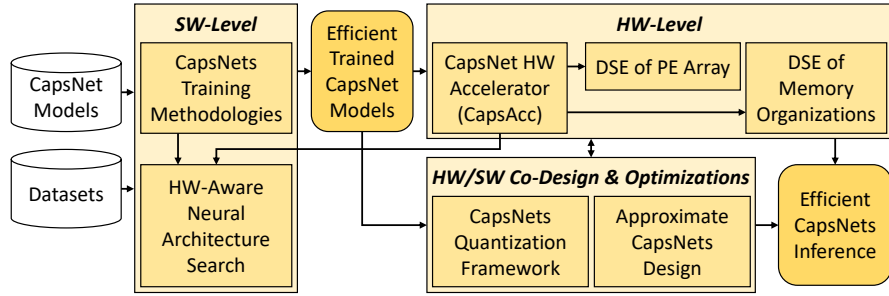 CapsNet
Models
Datasets
SW-Level
CapsNets
Training
Methodologies
HW-Aware
Neural
Architecture
Search
Efficient
Trained
CapsNet
Models
HW-Level
CapsNet HW
Accelerator
(CapsAcc)
DSE of PE Array
DSE of
Memory
Organizations
HW/SW Co-Design & Optimizations
CapsNets
Quantization
Framework
Approximate
CapsNets
Design
Efficient
CapsNets
Inference